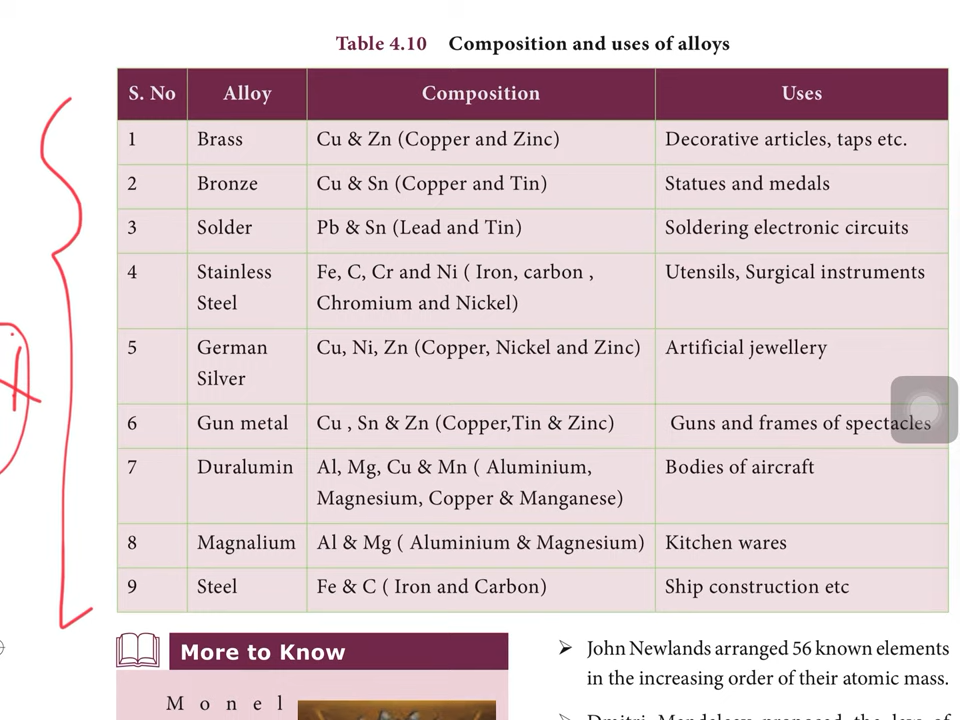 Table 4.10 Composition and uses of alloys
S. No Alloy Composition Uses
1 Brass Cu & Zn (Copper and Zinc) Decorative articles, taps etc.
2 Bronze Cu & Sn (Copper and Tin) Statues and medals
3 Solder Pb & Sn (Lead and Tin) Soldering electronic circuits
4 Stainless Fe, C, Cr and Ni ( Iron, carbon , Utensils, Surgical instruments
Steel Chromium and Nickel)
5 German Cu, Ni, Zn (Copper, Nickel and Zinc) Artificial jewellery
Silver
6 Gun metal Cu , Sn & Zn (Copper,Tin & Zinc) Guns and frames of spectacles
7 Duralumin Al, Mg, Cu & Mn ( Aluminium, Bodies of aircraft
Magnesium, Copper & Manganese)
8 Magnalium Al & Mg ( Aluminium & Magnesium) Kitchen wares
9 Steel Fe & C ( Iron and Carbon) Ship construction etc
More to Know
Monel
➤ John Newlands arranged 56 known elements
in the increasing order of their atomic mass.
➤ Dmitri Mendeleev proposed the law of